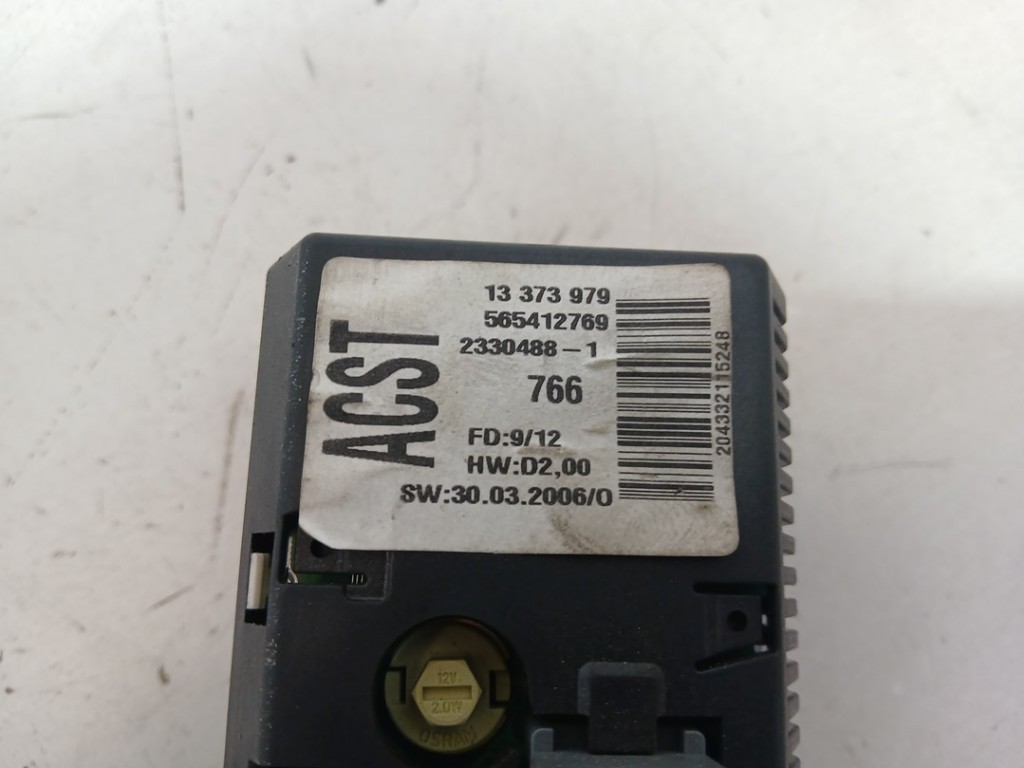 13 373 979
565412769
2330488-1
766
FD:9/12
HW:D2,00
SW:30.03.2006/0
ACST
204332115248
12V
2.0W
OSRAM